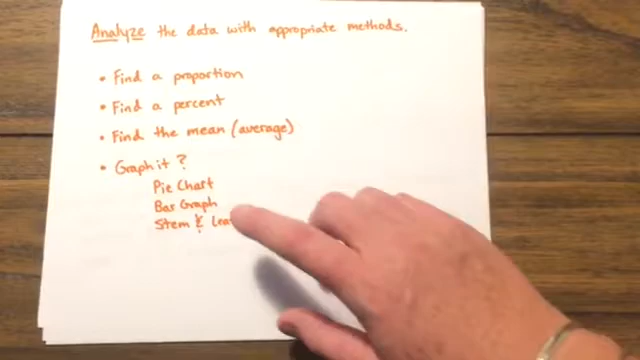 Analyze the data with appropriate methods.
• Find a proportion
• Find a percent
• Find the mean (average)
• Graph it?
Pie Chart
Bar Graph
Stem &